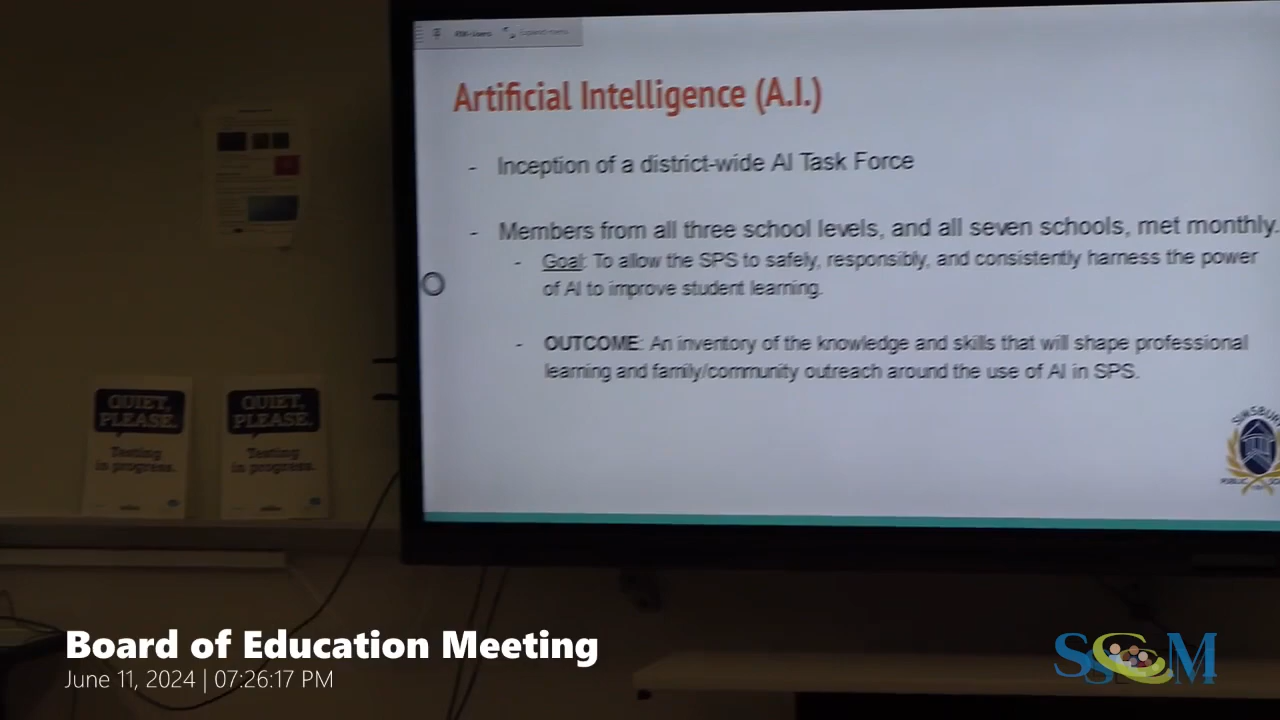 Artificial Intelligence (A.I.)
- Inception of a district-wide AI Task Force
- Members from all three school levels, and all seven schools, met monthly.
- Goal: To allow the SPS to safely, responsibly, and consistently harness the power
of AI to improve student learning.
- OUTCOME: An inventory of the knowledge and skills that will shape professional
learning and family/community outreach around the use of AI in SPS.
SIMSBURY
PUBLIC
QUIET,
PLEASE.
Testing
in progress.
QUIET,
PLEASE.
Testing
in progress.
Board of Education Meeting
June 11, 2024 | 07:26:17 PM